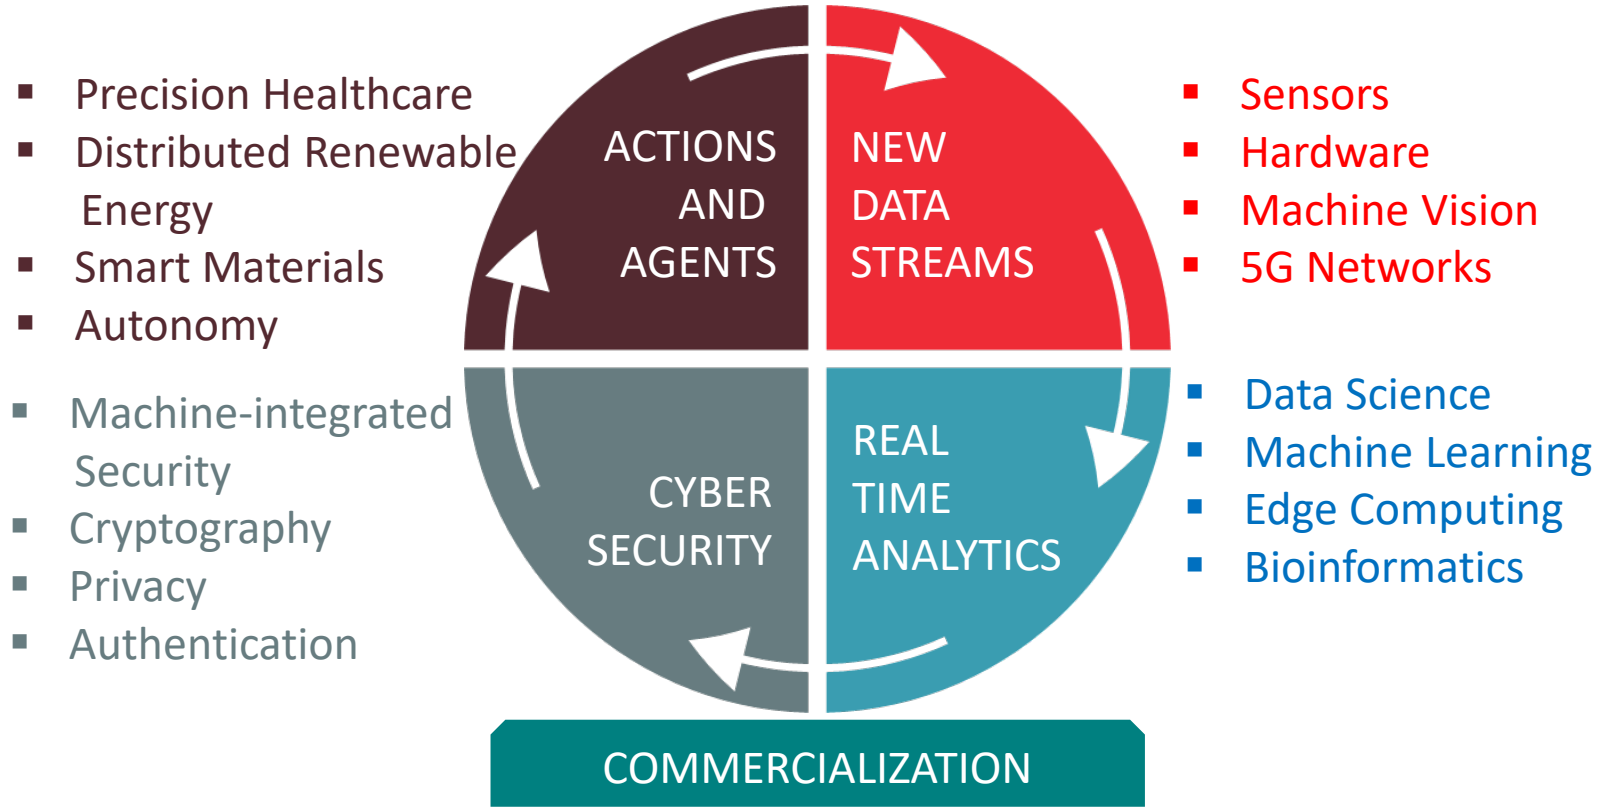 Precision Healthcare
Distributed Renewable
Energy
Smart Materials
Autonomy
Machine-integrated
Security
Cryptography
Privacy
Authentication
ACTIONS
AND
AGENTS
NEW
DATA
STREAMS
CYBER
SECURITY
REAL
TIME
ANALYTICS
Sensors
Hardware
Machine Vision
5G Networks
Data Science
Machine Learning
Edge Computing
Bioinformatics
COMMERCIALIZATION